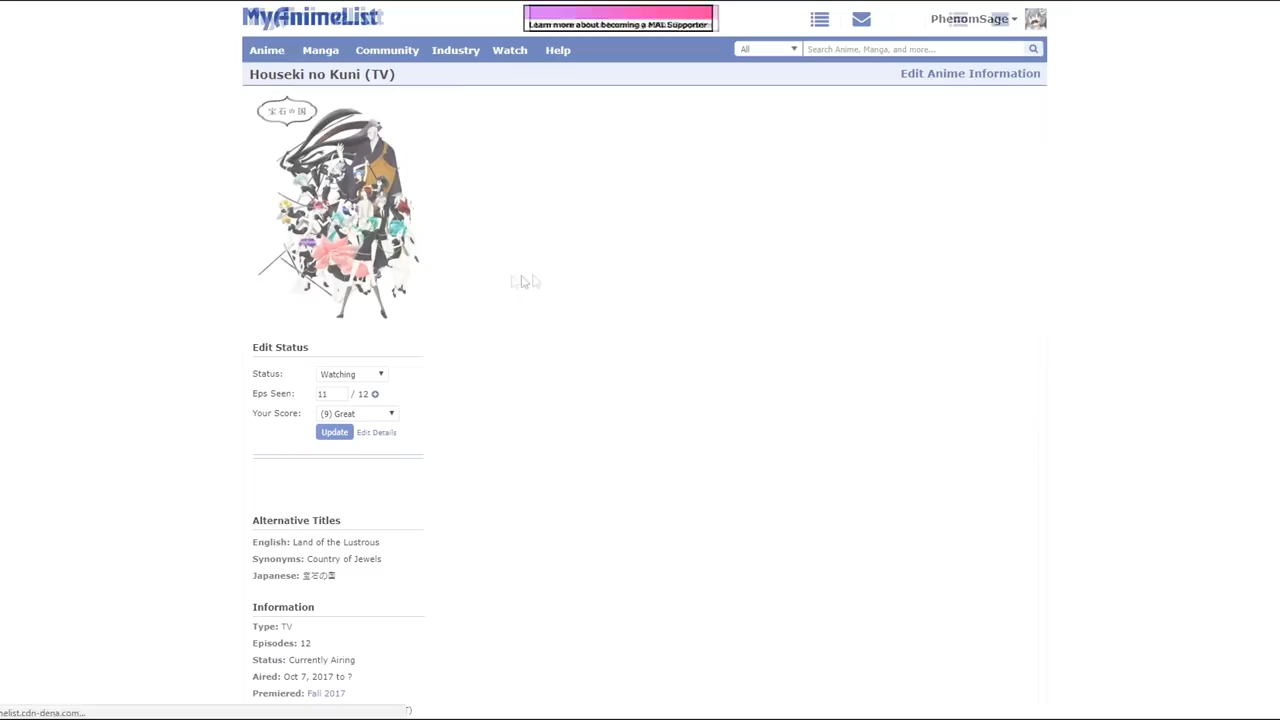 MyAnimeList
Learn more about becoming a MAL Supporter
PhenomSage
Anime Manga Community Industry Watch Help
All
Search Anime, Manga, and more...
Houseki no Kuni (TV)
Edit Anime Information
宝石の国
Edit Status
Status: Watching
Eps Seen: 11 / 12
Your Score: (9) Great
Update Edit Details
Alternative Titles
English: Land of the Lustrous
Synonyms: Country of Jewels
Japanese: 宝石の国
Information
Type: TV
Episodes: 12
Status: Currently Airing
Aired: Oct 7, 2017 to ?
Premiered: Fall 2017
nelist.cdn-dena.com...